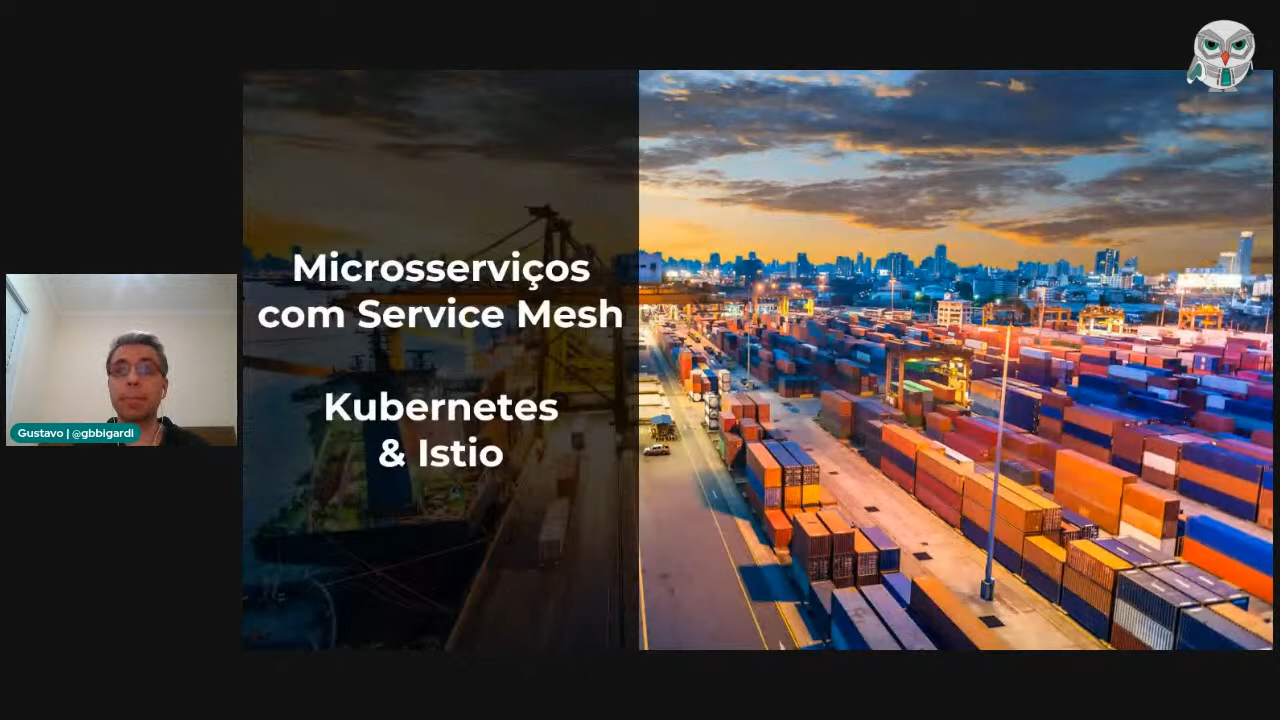 Microsserviços
com Service Mesh
Kubernetes
& Istio
Gustavo | @gbbigardi